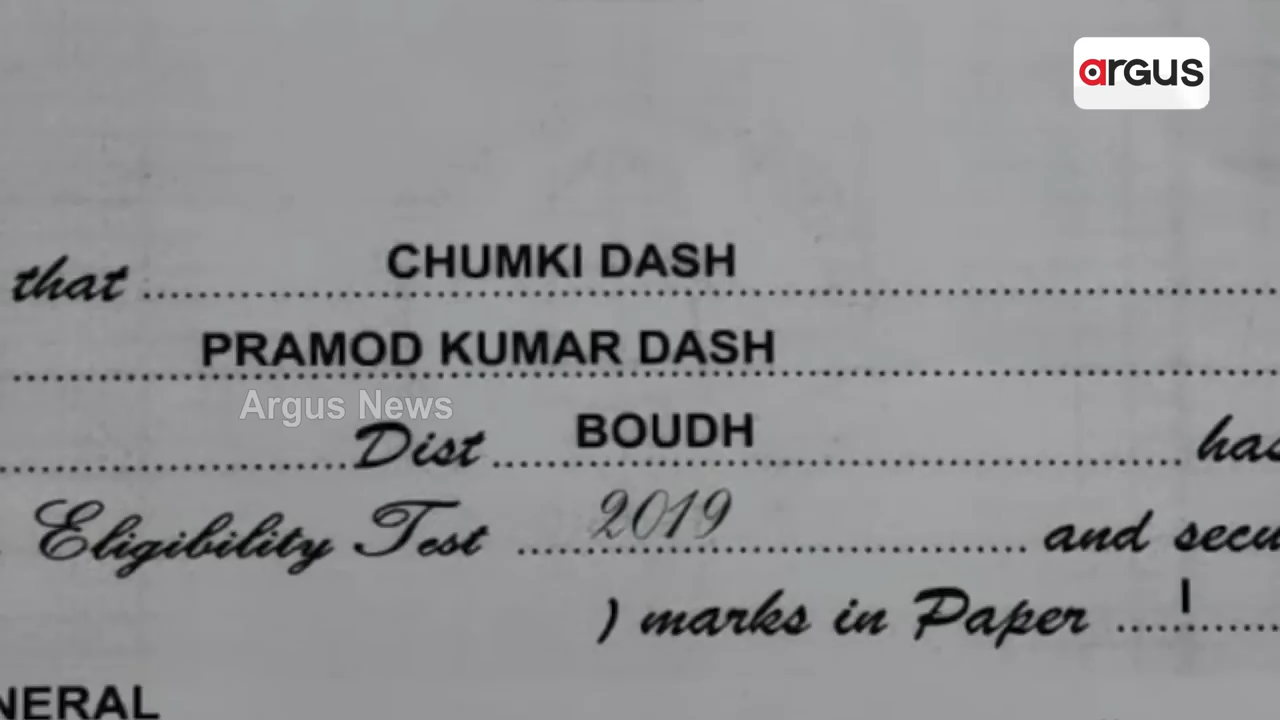 argus
that ........ CHUMKI DASH
PRAMOD KUMAR DASH
Argus News
Dist ........ BOUDH ........ has
Eligibility Test ........ 2019 ........ and secu
) marks in Paper ........ I
NERAL